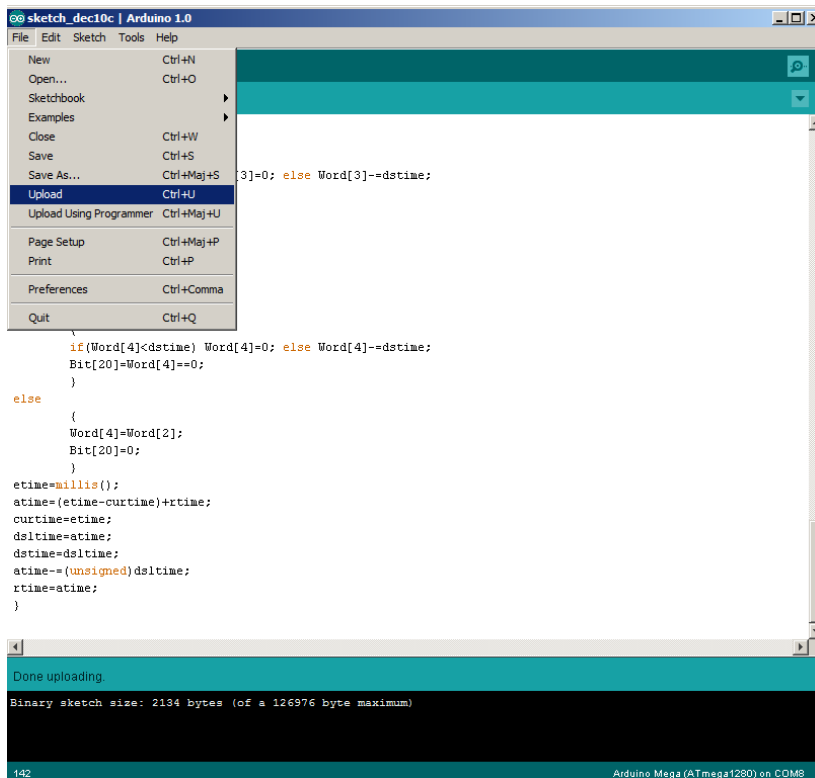 sketch_dec10c | Arduino 1.0
File Edit Sketch Tools Help
New Ctrl+N
Open... Ctrl+O
Sketchbook
Examples
Close Ctrl+W
Save Ctrl+S
Save As... Ctrl+Maj+S
Upload Ctrl+U
Upload Using Programmer Ctrl+Maj+U
Page Setup Ctrl+Maj+P
Print Ctrl+P
Preferences Ctrl+Comma
Quit Ctrl+Q
[3]=0; else Word[3]-=dstime;
{
if(Word[4]<dstime) Word[4]=0; else Word[4]-=dstime;
Bit[20]=Word[4]==0;
}
else
{
Word[4]=Word[2];
Bit[20]=0;
}
etime=millis();
atime=(etime-curtime)+rtime;
curtime=etime;
dsltime=atime;
dstime=dsltime;
atime-=(unsigned)dsltime;
rtime=atime;
}
Done uploading.
Binary sketch size: 2134 bytes (of a 126976 byte maximum)
142 Arduino Mega (ATmega1280) on COM8